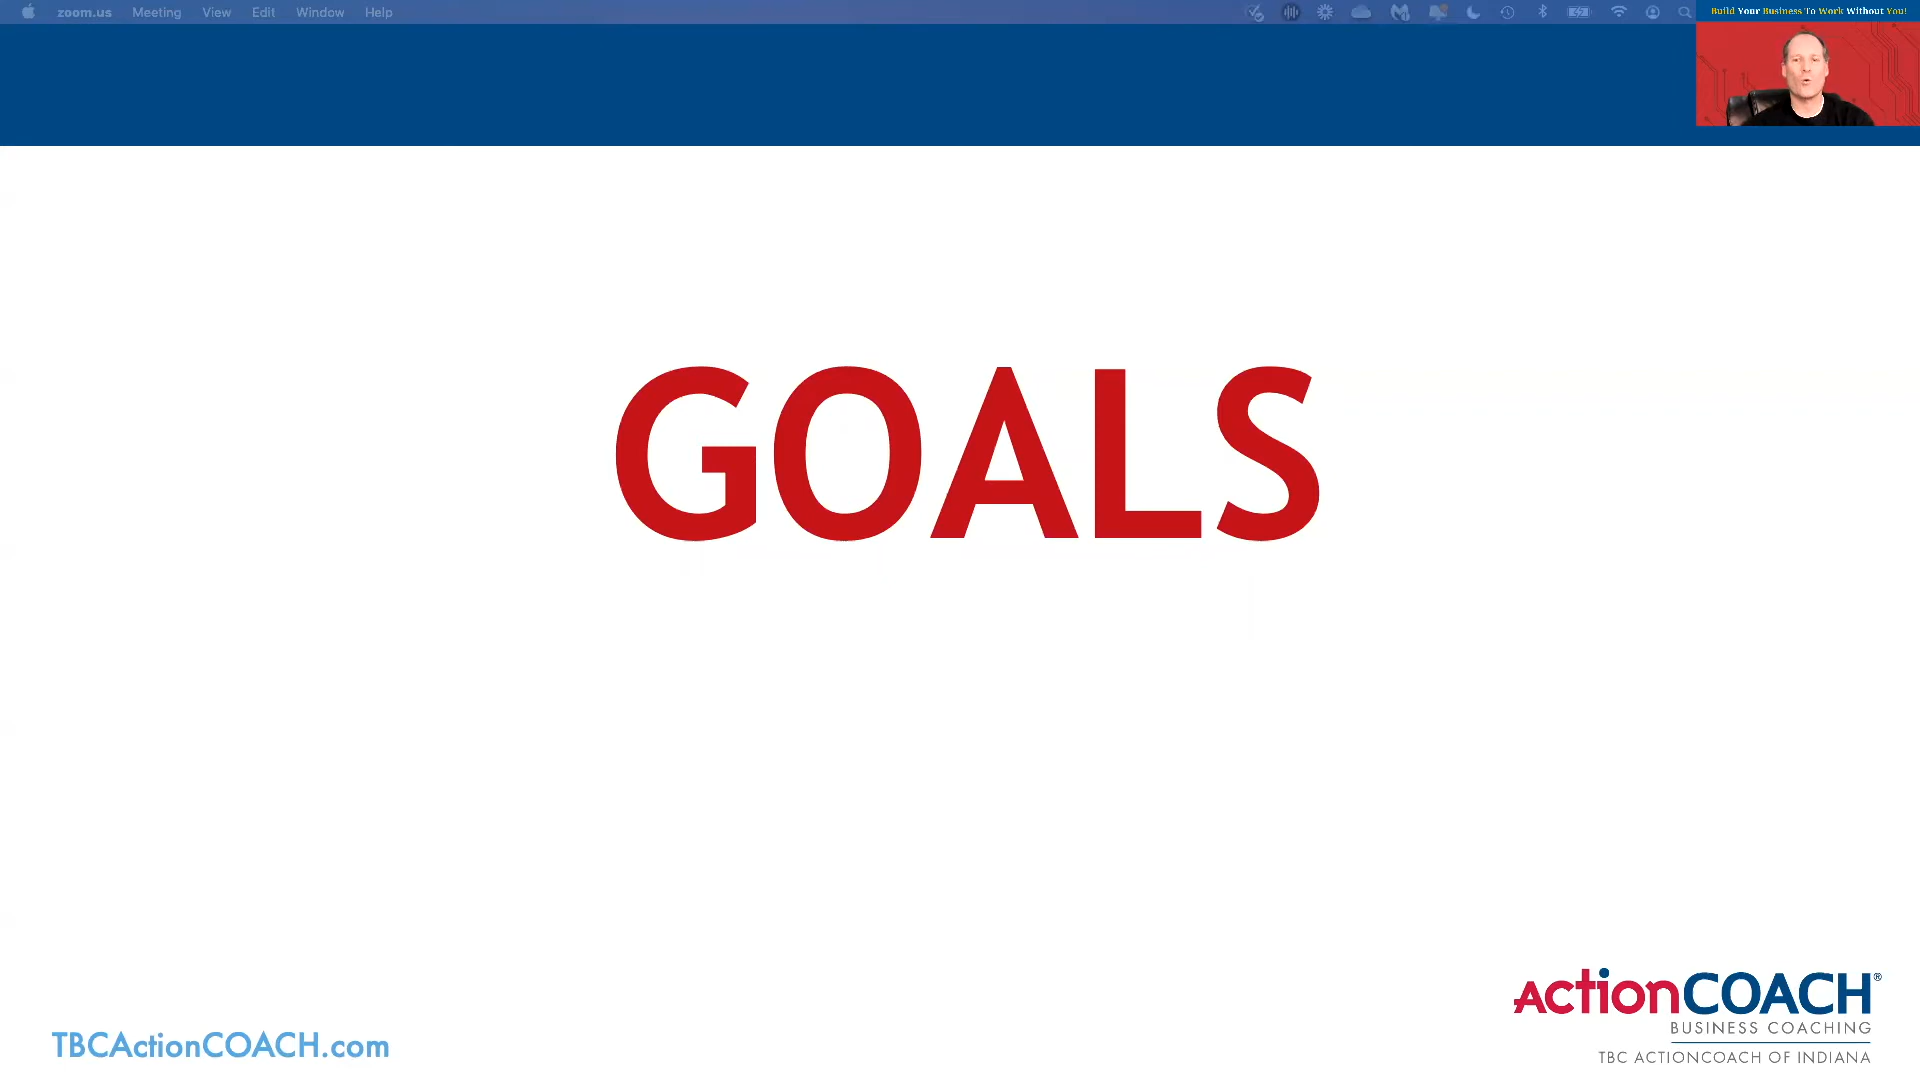 zoom.us Meeting View Edit Window Help
Build Your Business To Work Without You!
GOALS
TBCActionCOACH.com
ActionCOACH®
BUSINESS COACHING
TBC ACTIONCOACH OF INDIANA